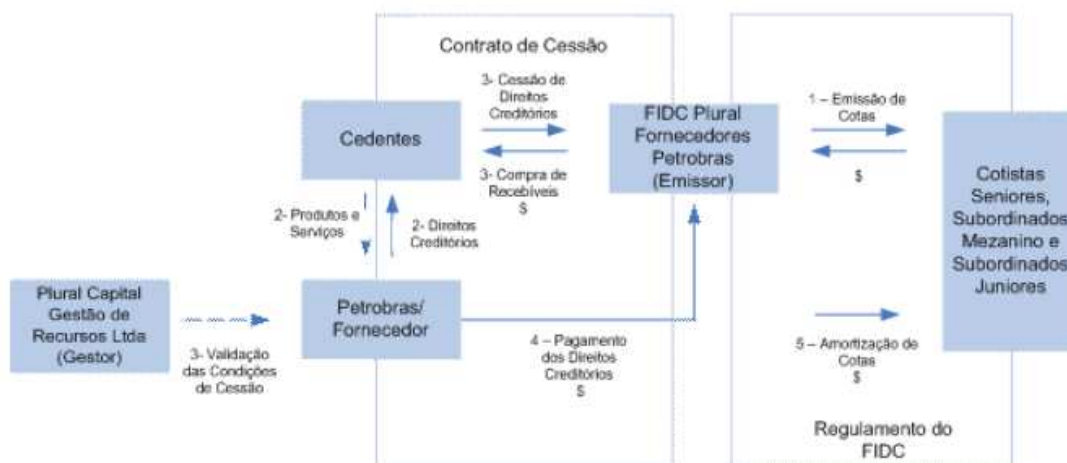 Contrato de Cessão
3- Cessão de
Direitos
Creditórios
Cedentes
3- Compra de
Recebíveis
$
FIDC Plural
Fornecedores
Petrobras
(Emissor)
1 – Emissão de
Cotas
$
Cotistas
Seniores,
Subordinados
Mezanino e
Subordinados
Juniores
2- Produtos e
Serviços
2- Direitos
Creditórios
Plural Capital
Gestão de
Recursos Ltda
(Gestor)
3- Validação
das Condições
de Cessão
Petrobras/
Fornecedor
4 – Pagamento
dos Direitos
Creditórios
$
5 – Amortização de
Cotas
$
Regulamento do
FIDC